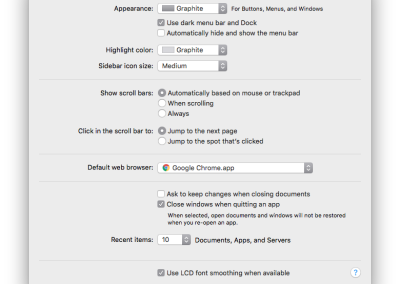 Appearance: Graphite For Buttons, Menus, and Windows
Use dark menu bar and Dock
Automatically hide and show the menu bar
Highlight color: Graphite
Sidebar icon size: Medium
Show scroll bars: Automatically based on mouse or trackpad
When scrolling
Always
Click in the scroll bar to: Jump to the next page
Jump to the spot that's clicked
Default web browser: Google Chrome.app
Ask to keep changes when closing documents
Close windows when quitting an app
When selected, open documents and windows will not be restored
when you re-open an app.
Recent items: 10 Documents, Apps, and Servers
Use LCD font smoothing when available ?